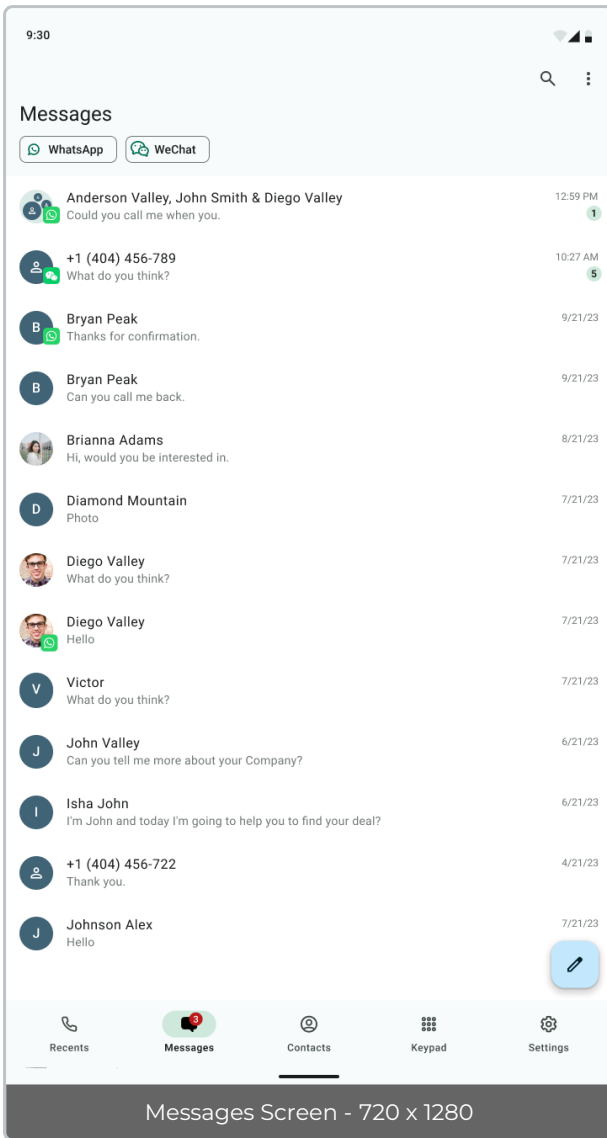 9:30
Messages
WhatsApp WeChat
Anderson Valley, John Smith & Diego Valley 12:59 PM
Could you call me when you. 1
+1 (404) 456-789 10:27 AM
What do you think? 5
Bryan Peak 9/21/23
Thanks for confirmation.
B
Bryan Peak 9/21/23
B
Can you call me back.
Brianna Adams 8/21/23
Hi, would you be interested in.
Diamond Mountain 7/21/23
D
Photo
Diego Valley 7/21/23
What do you think?
Diego Valley 7/21/23
Hello
Victor 7/21/23
V
What do you think?
John Valley 6/21/23
J
Can you tell me more about your Company?
Isha John 6/21/23
I
I'm John and today I'm going to help you to find your deal?
+1 (404) 456-722 4/21/23
Thank you.
Johnson Alex 7/21/23
J
Hello
3
Recents Messages Contacts Keypad Settings
Messages Screen - 720 x 1280